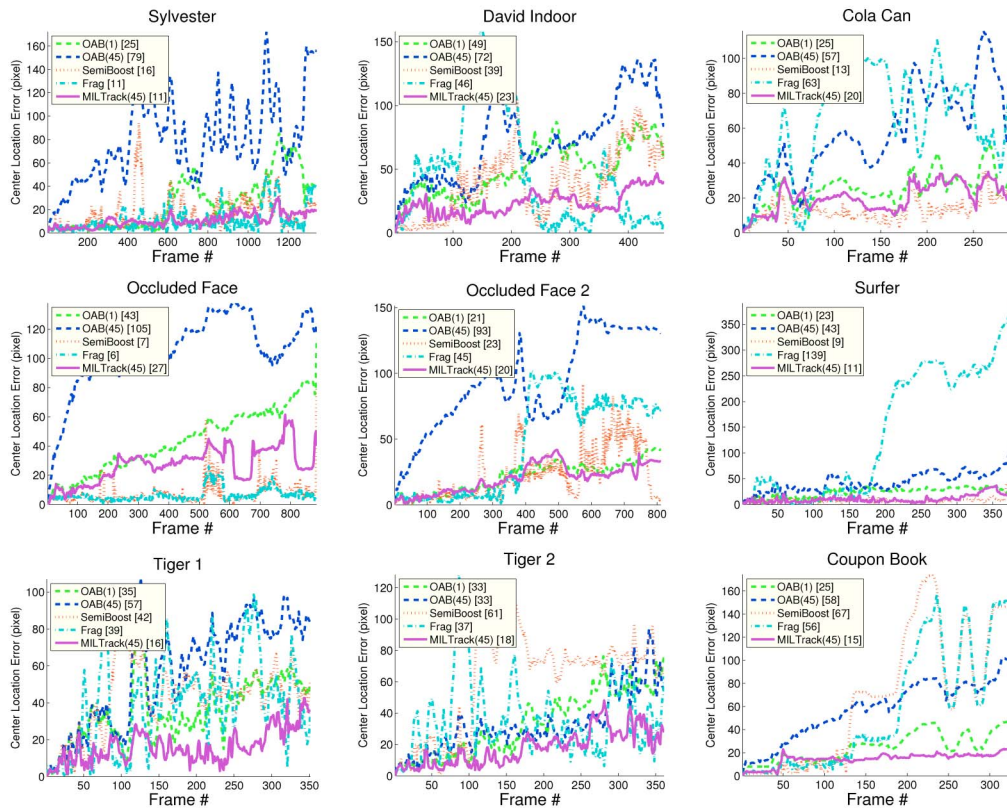 Sylvester
Center Location Error (pixel)
160
140
120
100
80
60
40
20
0
OAB(1) [25]
OAB(45) [79]
SemiBoost [16]
Frag [11]
MILTrack(45) [11]
200 400 600 800 1000 1200
Frame #
David Indoor
Center Location Error (pixel)
150
100
50
0
OAB(1) [49]
OAB(45) [72]
SemiBoost [39]
Frag [46]
MILTrack(45) [23]
100 200 300 400
Frame #
Cola Can
Center Location Error (pixel)
100
80
60
40
20
0
OAB(1) [25]
OAB(45) [57]
SemiBoost [13]
Frag [63]
MILTrack(45) [20]
50 100 150 200 250
Frame #
Occluded Face
Center Location Error (pixel)
120
100
80
60
40
20
0
OAB(1) [43]
OAB(45) [105]
SemiBoost [7]
Frag [6]
MILTrack(45) [27]
100 200 300 400 500 600 700 800
Frame #
Occluded Face 2
Center Location Error (pixel)
150
100
50
0
OAB(1) [21]
OAB(45) [93]
SemiBoost [23]
Frag [45]
MILTrack(45) [20]
100 200 300 400 500 600 700 800
Frame #
Surfer
Center Location Error (pixel)
350
300
250
200
150
100
50
0
OAB(1) [23]
OAB(45) [43]
SemiBoost [9]
Frag [139]
MILTrack(45) [11]
50 100 150 200 250 300 350
Frame #
Tiger 1
Center Location Error (pixel)
100
80
60
40
20
0
OAB(1) [35]
OAB(45) [57]
SemiBoost [42]
Frag [39]
MILTrack(45) [16]
50 100 150 200 250 300 350
Frame #
Tiger 2
Center Location Error (pixel)
120
100
80
60
40
20
0
OAB(1) [33]
OAB(45) [33]
SemiBoost [61]
Frag [37]
MILTrack(45) [18]
50 100 150 200 250 300 350
Frame #
Coupon Book
Center Location Error (pixel)
160
140
120
100
80
60
40
20
0
OAB(1) [25]
OAB(45) [58]
SemiBoost [67]
Frag [56]
MILTrack(45) [15]
50 100 150 200 250 300
Frame #